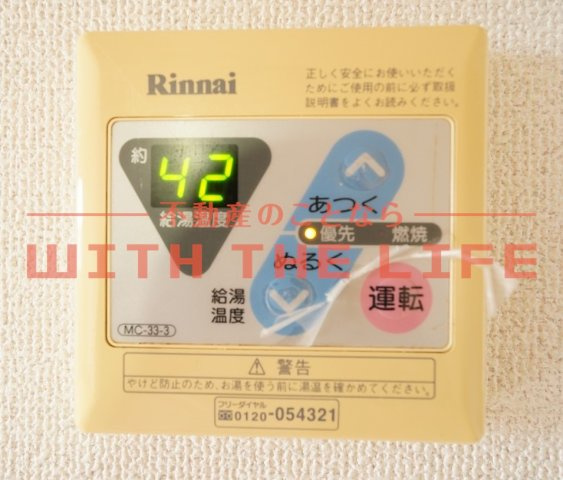 Rinnai
正しく安全にお使いいただく
ためにご使用の前に必ず取扱
説明書をよくお読みください。
約
42
給湯温度
あつく
不動産のことなら
優先 燃焼
WITH THE LIFE
ぬるく
給湯
温度
運転
MC-33-3
警告
やけど防止のため、お湯を使う前に湯温を確かめてください。
フリーダイヤル
0120-054321